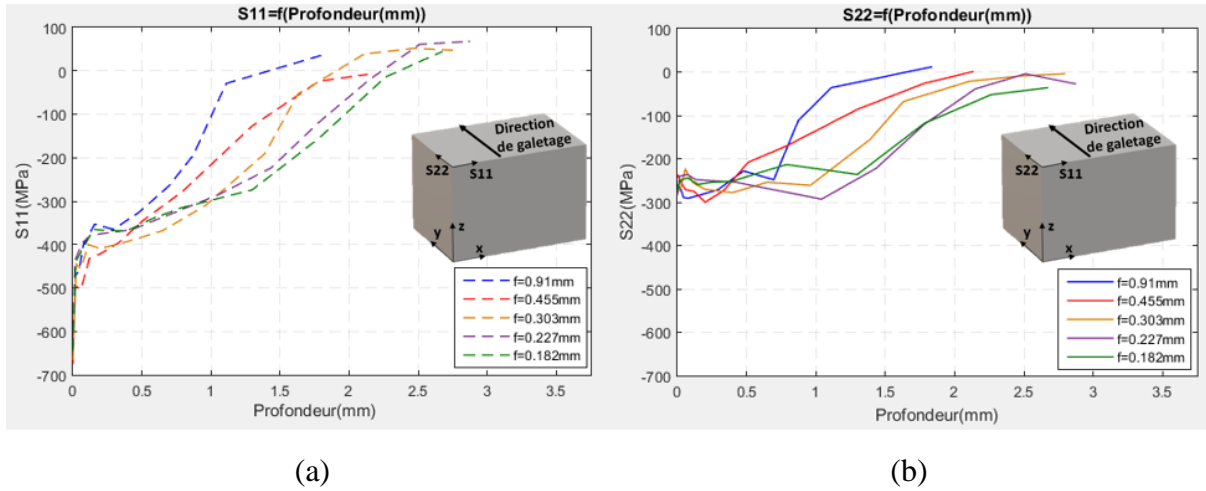 S11=f(Profondeur(mm))
100
0
-100
-200
-300
-400
-500
-600
-700
S11(MPa)
0
0.5
1
1.5
2
2.5
3
3.5
Profondeur(mm)
Direction
de galetage
S22
S11
z
y
x
f=0.91mm
f=0.455mm
f=0.303mm
f=0.227mm
f=0.182mm
(a)
S22=f(Profondeur(mm))
100
0
-100
-200
-300
-400
-500
-600
-700
S22(MPa)
0
0.5
1
1.5
2
2.5
3
3.5
Profondeur(mm)
Direction
de galetage
S22
S11
z
y
x
f=0.91mm
f=0.455mm
f=0.303mm
f=0.227mm
f=0.182mm
(b)